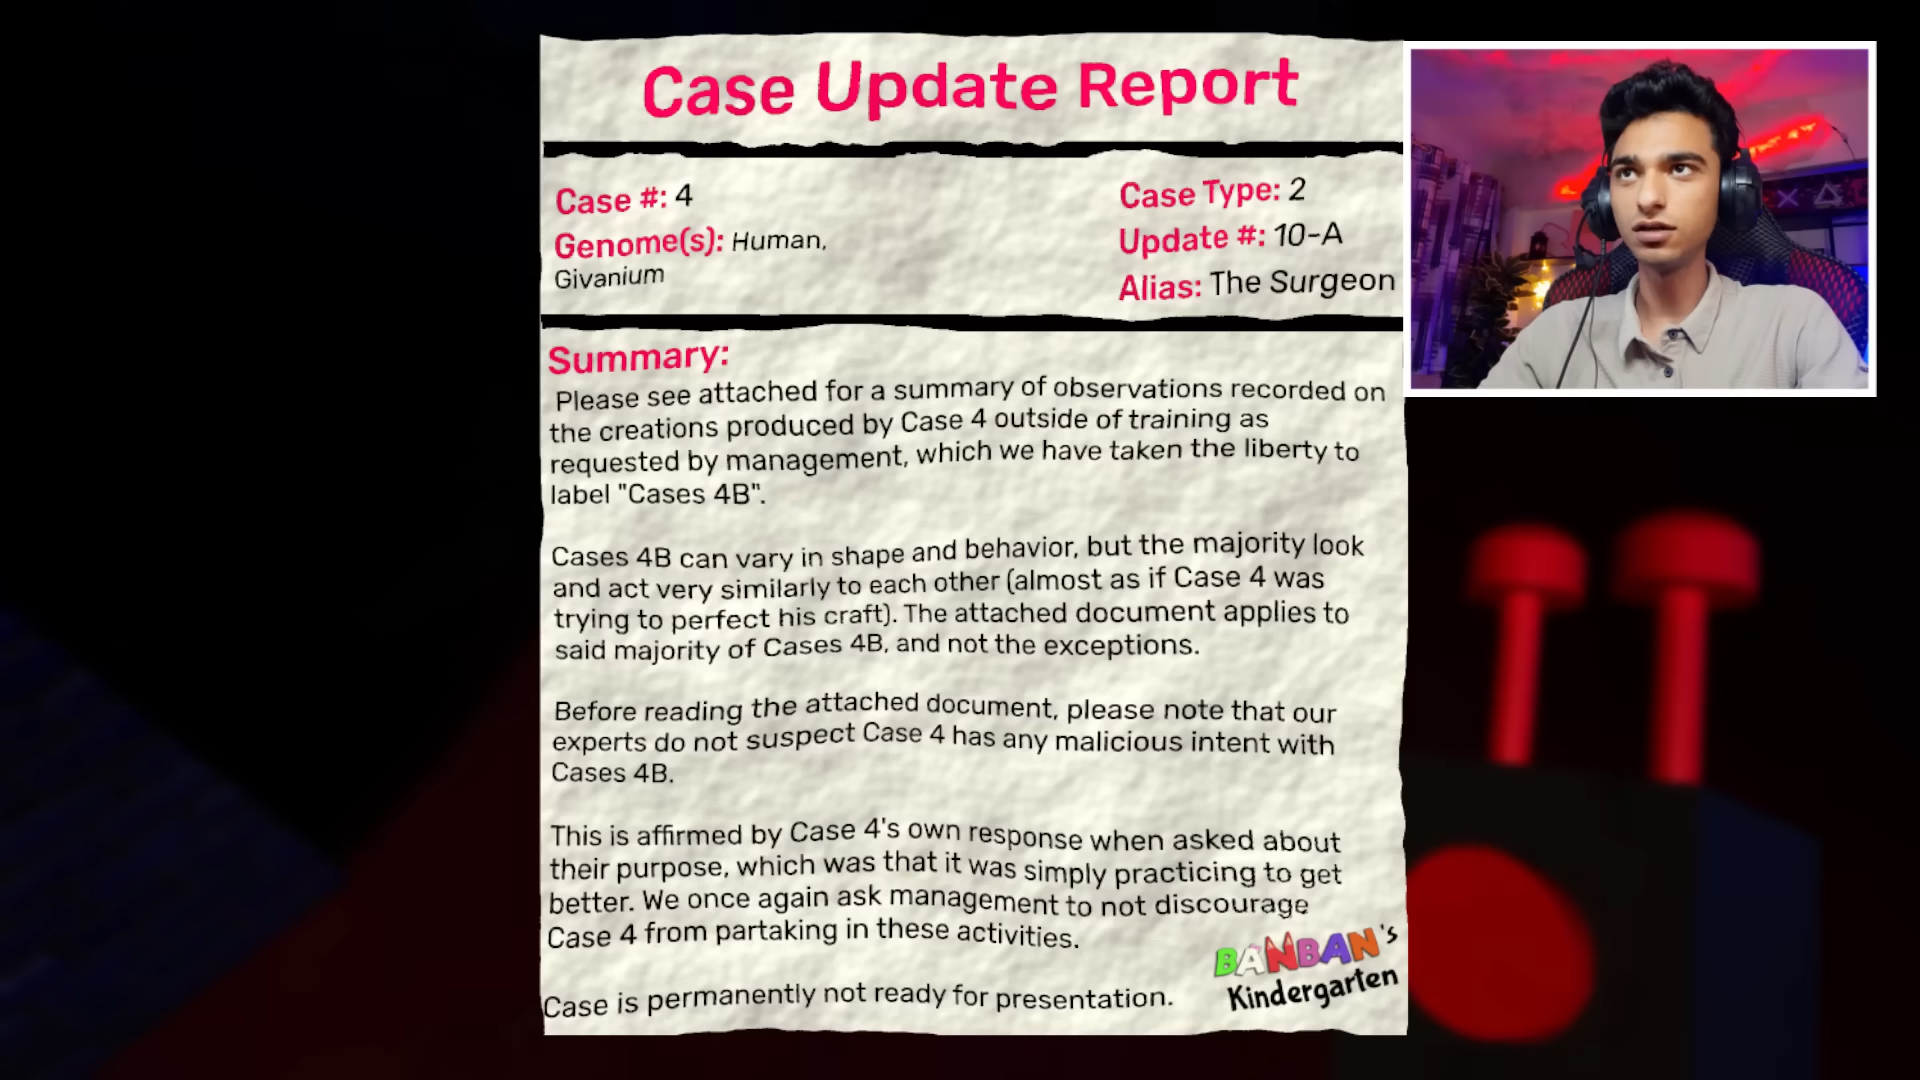 Case Update Report
Case #: 4
Genome(s): Human,
Givanium
Case Type: 2
Update #: 10-A
Alias: The Surgeon
Summary:
Please see attached for a summary of observations recorded on
the creations produced by Case 4 outside of training as
requested by management, which we have taken the liberty to
label "Cases 4B".
Cases 4B can vary in shape and behavior, but the majority look
and act very similarly to each other (almost as if Case 4 was
trying to perfect his craft). The attached document applies to
said majority of Cases 4B, and not the exceptions.
Before reading the attached document, please note that our
experts do not suspect Case 4 has any malicious intent with
Cases 4B.
This is affirmed by Case 4's own response when asked about
their purpose, which was that it was simply practicing to get
better. We once again ask management to not discourage
Case 4 from partaking in these activities.
Case is permanently not ready for presentation.
BANBAN's
Kindergarten